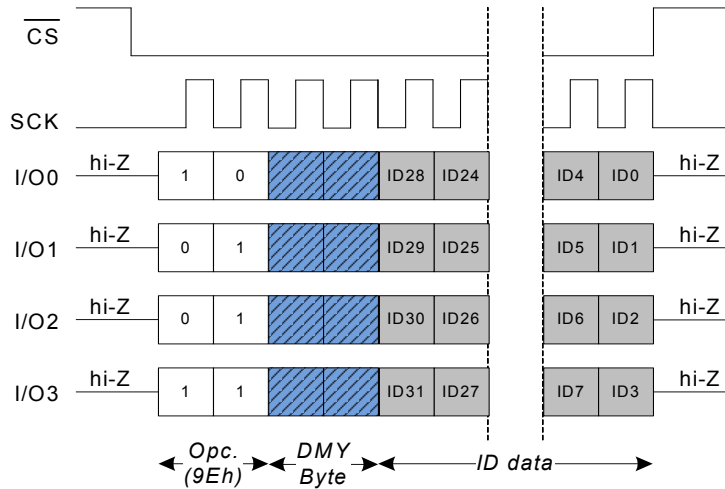 CS
SCK
I/O0 hi-Z 1 0 ID28 ID24 ID4 ID0 hi-Z
I/O1 hi-Z 0 1 ID29 ID25 ID5 ID1 hi-Z
I/O2 hi-Z 0 1 ID30 ID26 ID6 ID2 hi-Z
I/O3 hi-Z 1 1 ID31 ID27 ID7 ID3 hi-Z
Opc. DMY ID data
(9Eh) Byte